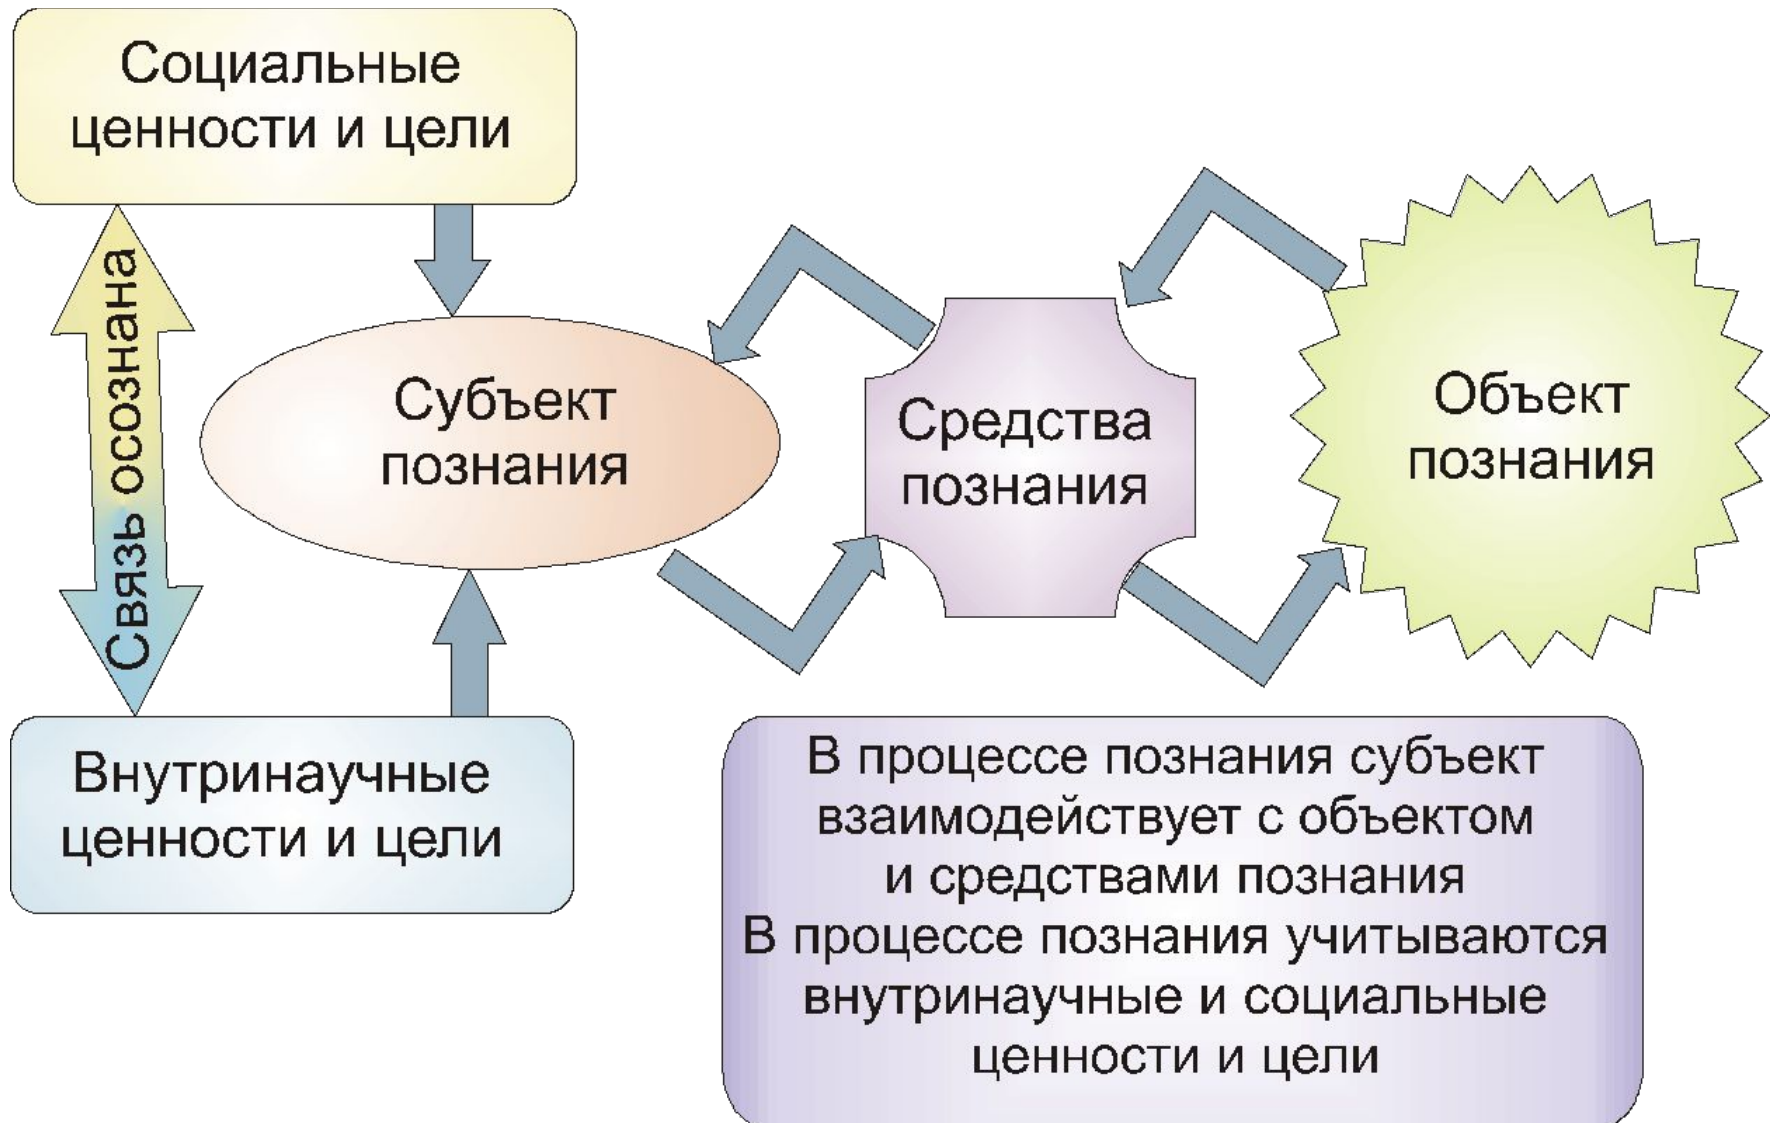 Социальные
ценности и цели
Связь осознана
Субъект
познания
Средства
познания
Объект
познания
Внутринаучные
ценности и цели
В процессе познания субъект
взаимодействует с объектом
и средствами познания
В процессе познания учитываются
внутринаучные и социальные
ценности и цели